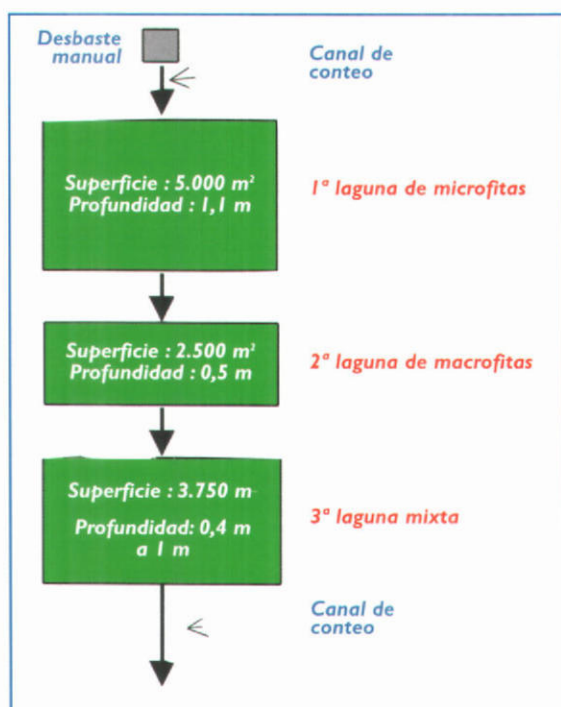 Desbaste
manual
Canal de
conteo
Superficie : 5.000 m²
Profundidad : 1,1 m
1ª laguna de microfitas
Superficie : 2.500 m²
Profundidad : 0,5 m
2ª laguna de macrofitas
Superficie : 3.750 m
Profundidad: 0,4 m
a 1 m
3ª laguna mixta
Canal de
conteo